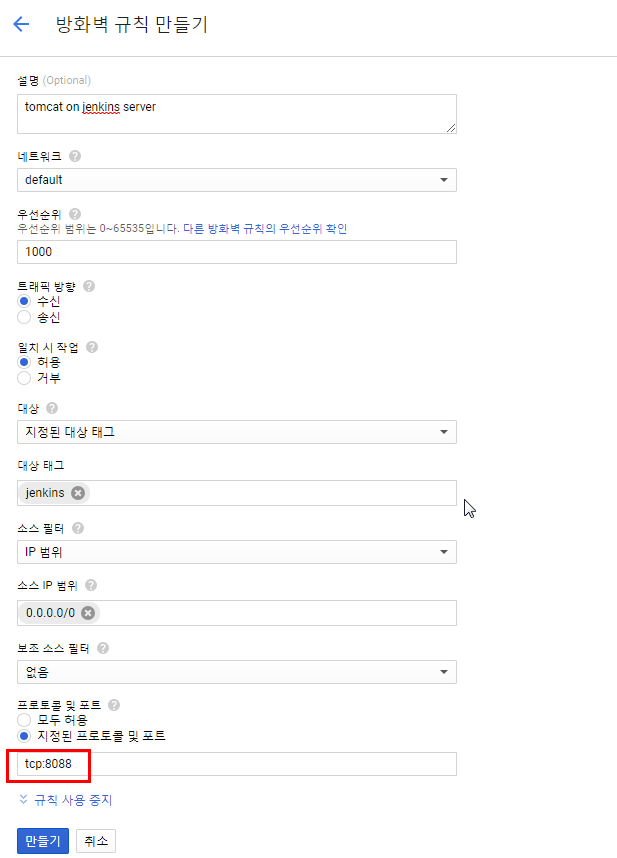 방화벽 규칙 만들기
설명 (Optional)
tomcat on jenkins server
네트워크
default
우선순위
우선순위 범위는 0~65535입니다. 다른 방화벽 규칙의 우선순위 확인
1000
트래픽 방향
수신
송신
일치 시 작업
허용
거부
대상
지정된 대상 태그
대상 태그
jenkins
소스 필터
IP 범위
소스 IP 범위
0.0.0.0/0
보조 소스 필터
없음
프로토콜 및 포트
모두 허용
지정된 프로토콜 및 포트
tcp:8088
규칙 사용 중지
만들기 취소